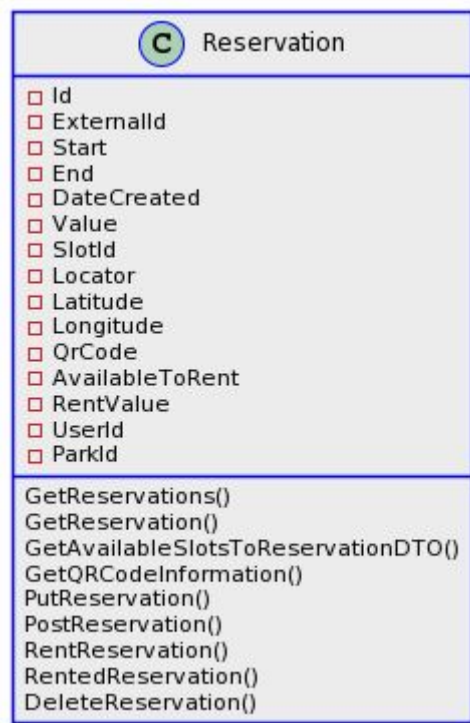 C Reservation
Id
ExternalId
Start
End
DateCreated
Value
SlotId
Locator
Latitude
Longitude
QrCode
AvailableToRent
RentValue
UserId
ParkId
GetReservations()
GetReservation()
GetAvailableSlotsToReservationDTO()
GetQRCodeInformation()
PutReservation()
PostReservation()
RentReservation()
RentedReservation()
DeleteReservation()